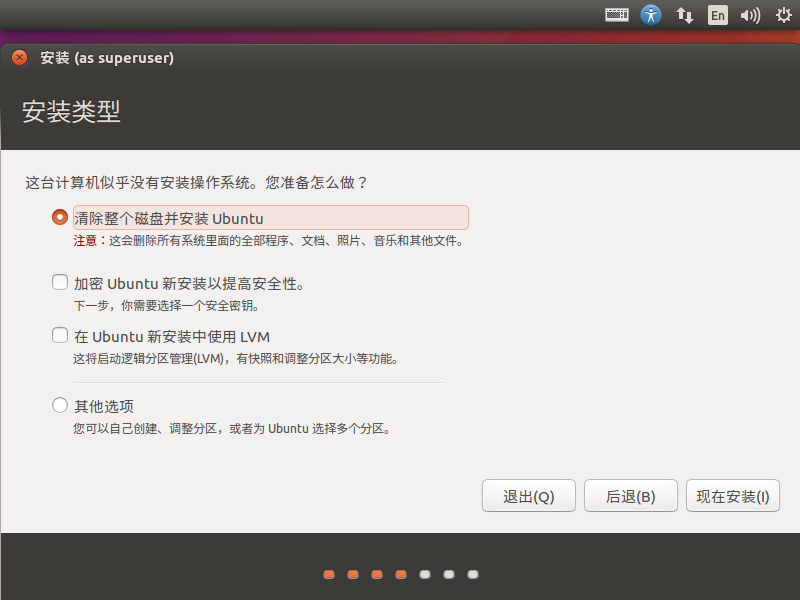 En
安装 (as superuser)
安装类型
这台计算机似乎没有安装操作系统。您准备怎么做？
清除整个磁盘并安装 Ubuntu
注意：这会删除所有系统里面的全部程序、文档、照片、音乐和其他文件。
加密 Ubuntu 新安装以提高安全性。
下一步，你需要选择一个安全密钥。
在 Ubuntu 新安装中使用 LVM
这将启动逻辑分区管理(LVM)，有快照和调整分区大小等功能。
其他选项
您可以自己创建、调整分区，或者为 Ubuntu 选择多个分区。
退出(Q) 后退(B) 现在安装(I)